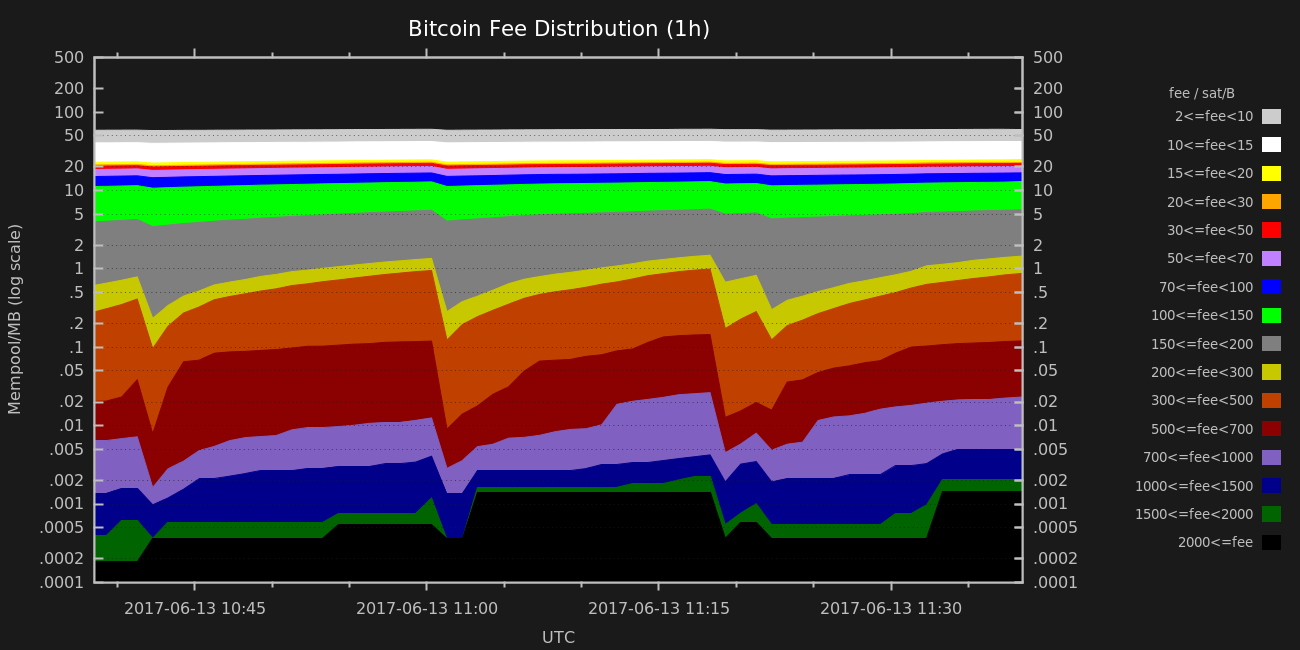 Bitcoin Fee Distribution (1h)
Mempool/MB (log scale)
500
200
100
50
20
10
5
2
1
.5
.2
.1
.05
.02
.01
.005
.002
.001
.0005
.0002
.0001
500
200
100
50
20
10
5
2
1
.5
.2
.1
.05
.02
.01
.005
.002
.001
.0005
.0002
.0001
2017-06-13 10:45 2017-06-13 11:00 2017-06-13 11:15 2017-06-13 11:30
UTC
fee / sat/B
2<=fee<10
10<=fee<15
15<=fee<20
20<=fee<30
30<=fee<50
50<=fee<70
70<=fee<100
100<=fee<150
150<=fee<200
200<=fee<300
300<=fee<500
500<=fee<700
700<=fee<1000
1000<=fee<1500
1500<=fee<2000
2000<=fee